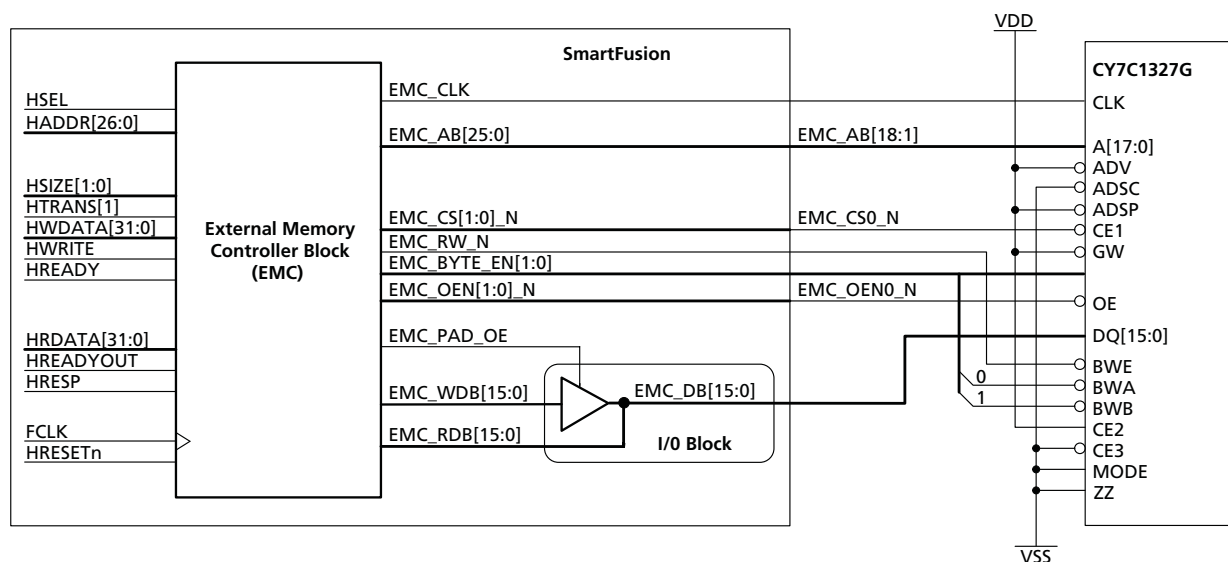 VDD
SmartFusion
CY7C1327G
HSEL
HADDR[26:0]
HSIZE[1:0]
HTRANS[1]
HWDATA[31:0]
HWRITE
HREADY
HRDATA[31:0]
HREADYOUT
HRESP
FCLK
HRESETn
External Memory
Controller Block
(EMC)
EMC_CLK
EMC_AB[25:0]
EMC_CS[1:0]_N
EMC_RW_N
EMC_BYTE_EN[1:0]
EMC_OEN[1:0]_N
EMC_PAD_OE
EMC_WDB[15:0]
EMC_RDB[15:0]
EMC_DB[15:0]
I/0 Block
EMC_AB[18:1]
EMC_CS0_N
EMC_OEN0_N
0
1
CLK
A[17:0]
ADV
ADSC
ADSP
CE1
GW
OE
DQ[15:0]
BWE
BWA
BWB
CE2
CE3
MODE
ZZ
VSS